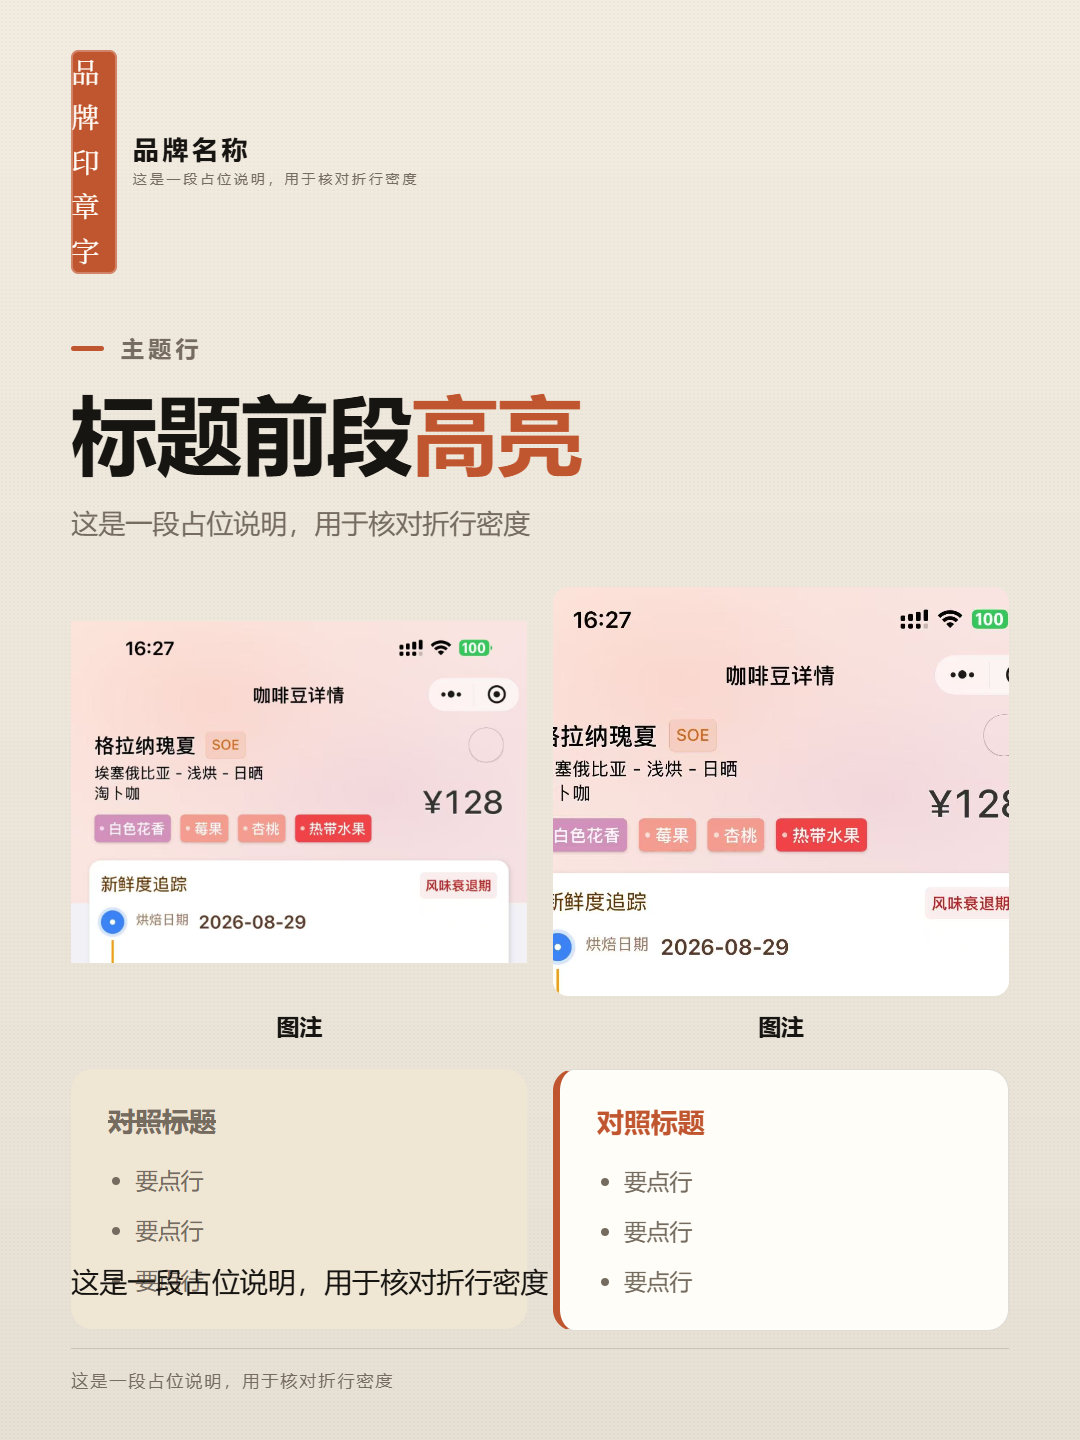 品
牌
印
章
字
品牌名称
这是一段占位说明，用于核对折行密度
主题行
标题前段高亮
这是一段占位说明，用于核对折行密度
16:27
100
咖啡豆详情
格拉纳瑰夏 SOE
埃塞俄比亚 - 浅烘 - 日晒
淘卜咖
¥128
白色花香 莓果 杏桃 热带水果
新鲜度追踪 风味衰退期
烘焙日期 2026-08-29
图注
16:27
100
咖啡豆详情
格拉纳瑰夏 SOE
塞俄比亚 - 浅烘 - 日晒
卜咖
¥128
白色花香 莓果 杏桃 热带水果
新鲜度追踪 风味衰退期
烘焙日期 2026-08-29
图注
对照标题
要点行
要点行
要点行
对照标题
要点行
要点行
要点行
这是一段占位说明，用于核对折行密度
这是一段占位说明，用于核对折行密度